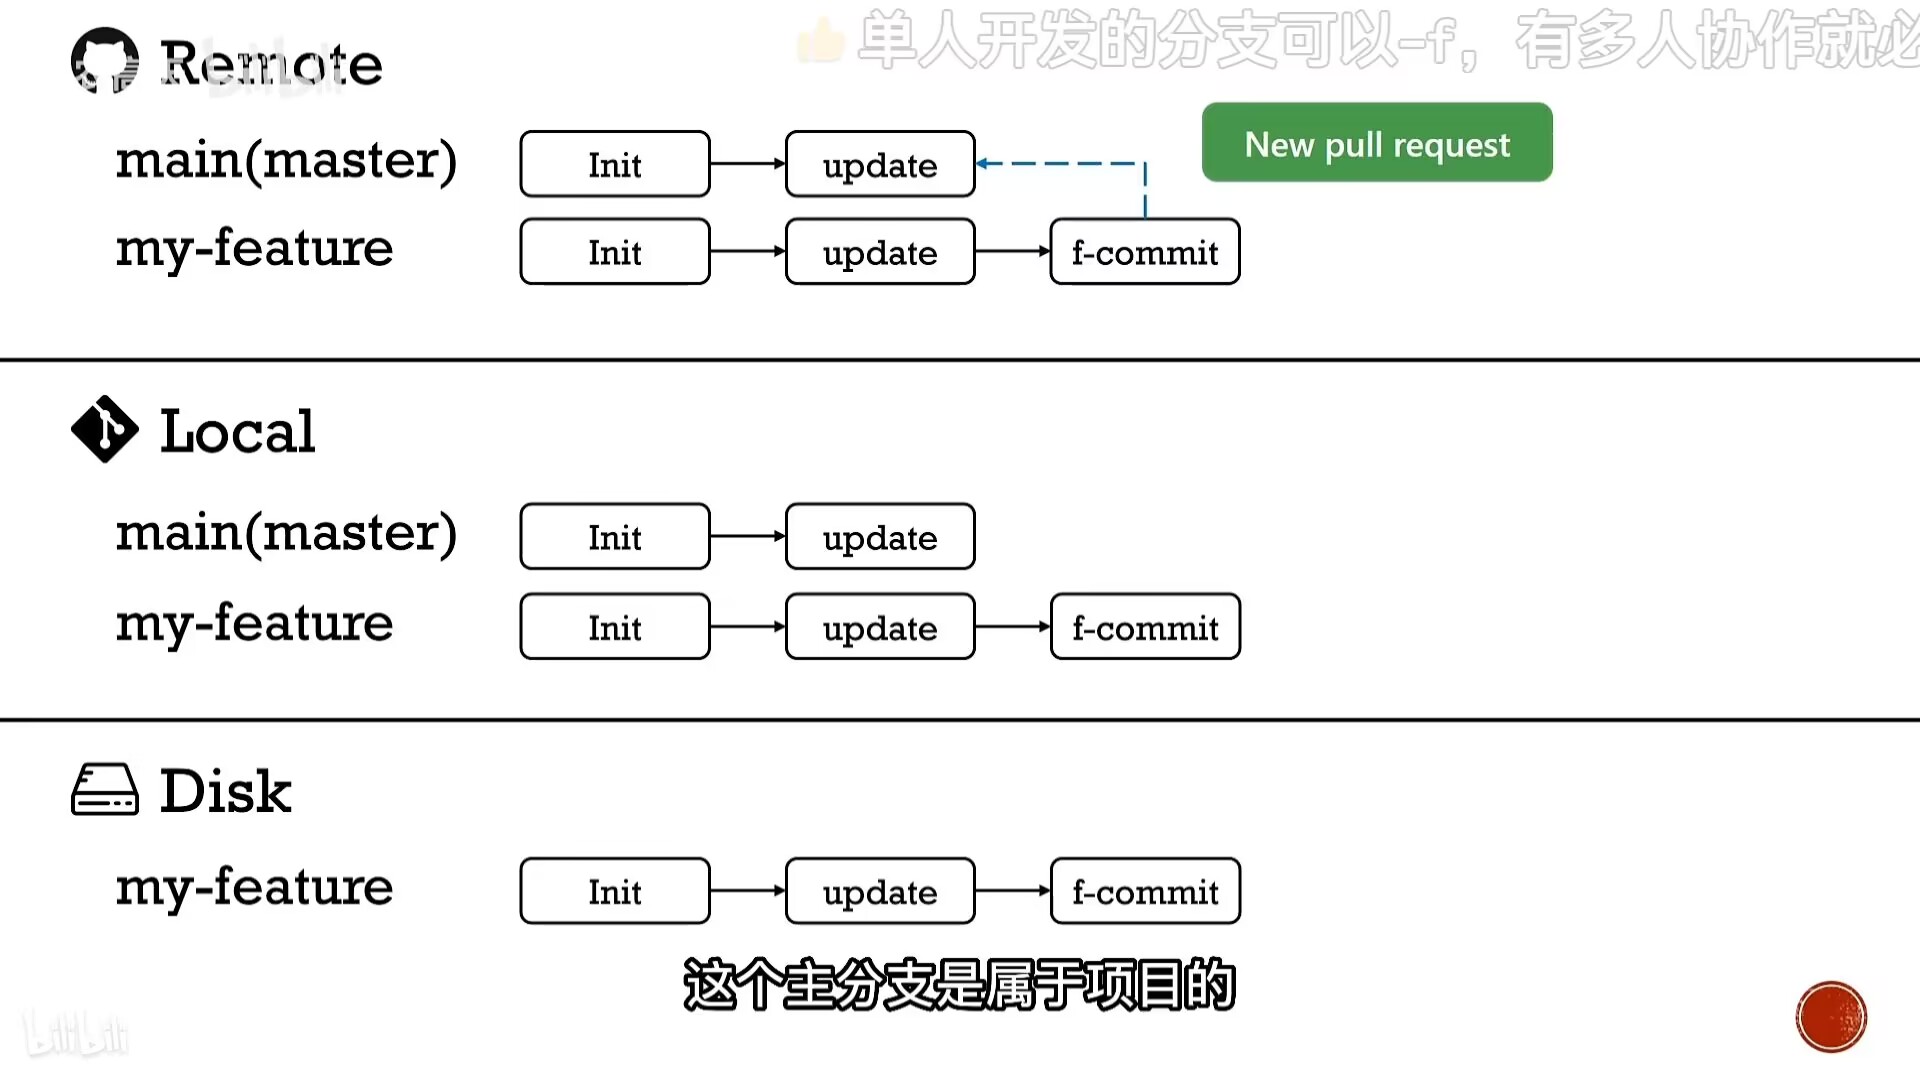 单人开发的分支可以-f，有多人协作就必
Remote
New pull request
main(master) Init update
my-feature Init update f-commit
Local
main(master) Init update
my-feature Init update f-commit
Disk
my-feature Init update f-commit
这个主分支是属于项目的
bilibili